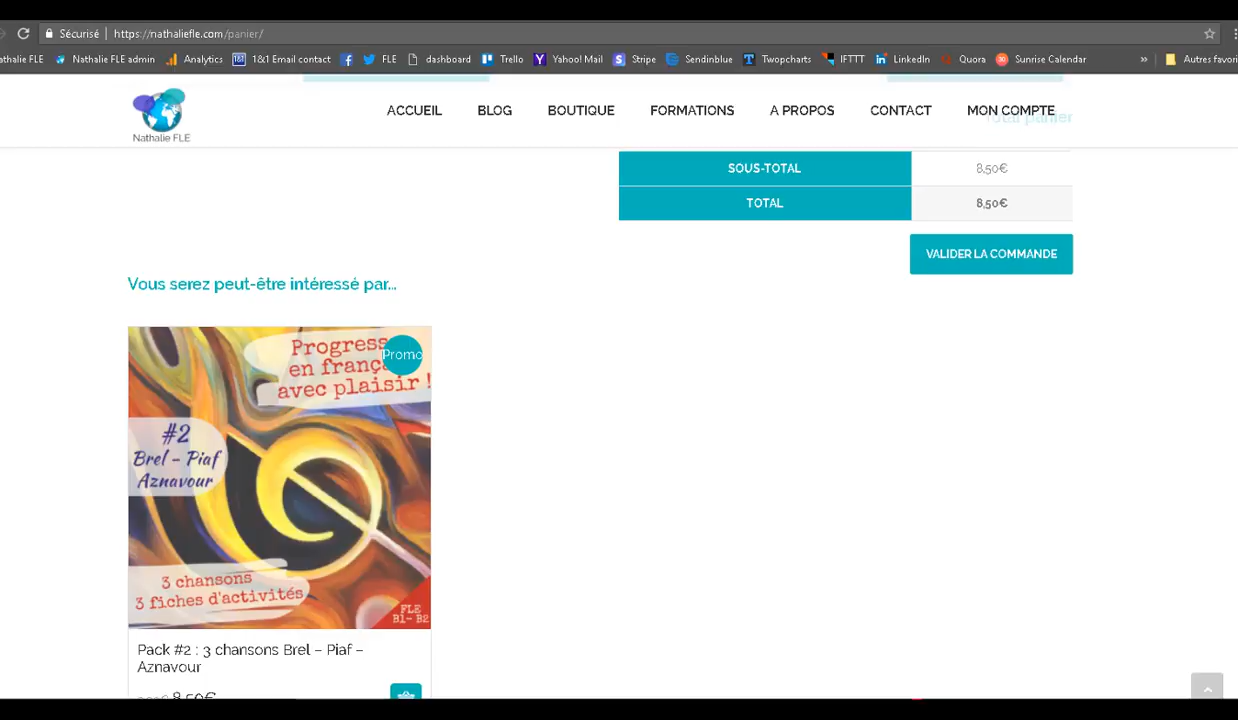 Sécurisé | https://nathaliefle.com/panier/
Nathalie FLE admin Analytics 1&1 Email contact FLE dashboard Trello Yahoo! Mail Stripe Sendinblue Twopcharts IFTTT LinkedIn Quora Sunrise Calendar » Autres favori
Nathalie FLE
ACCUEIL BLOG BOUTIQUE FORMATIONS A PROPOS CONTACT MON COMPTE
Total panier
SOUS-TOTAL 8,50€
TOTAL 8,50€
VALIDER LA COMMANDE
Vous serez peut-être intéressé par...
Progress
Promo
en frança
avec plaisir !
#2
Brel - Piaf
Aznavour
3 chansons
3 fiches d'activités
FLE
B1- B2
Pack #2 : 3 chansons Brel – Piaf –
Aznavour
8,50€